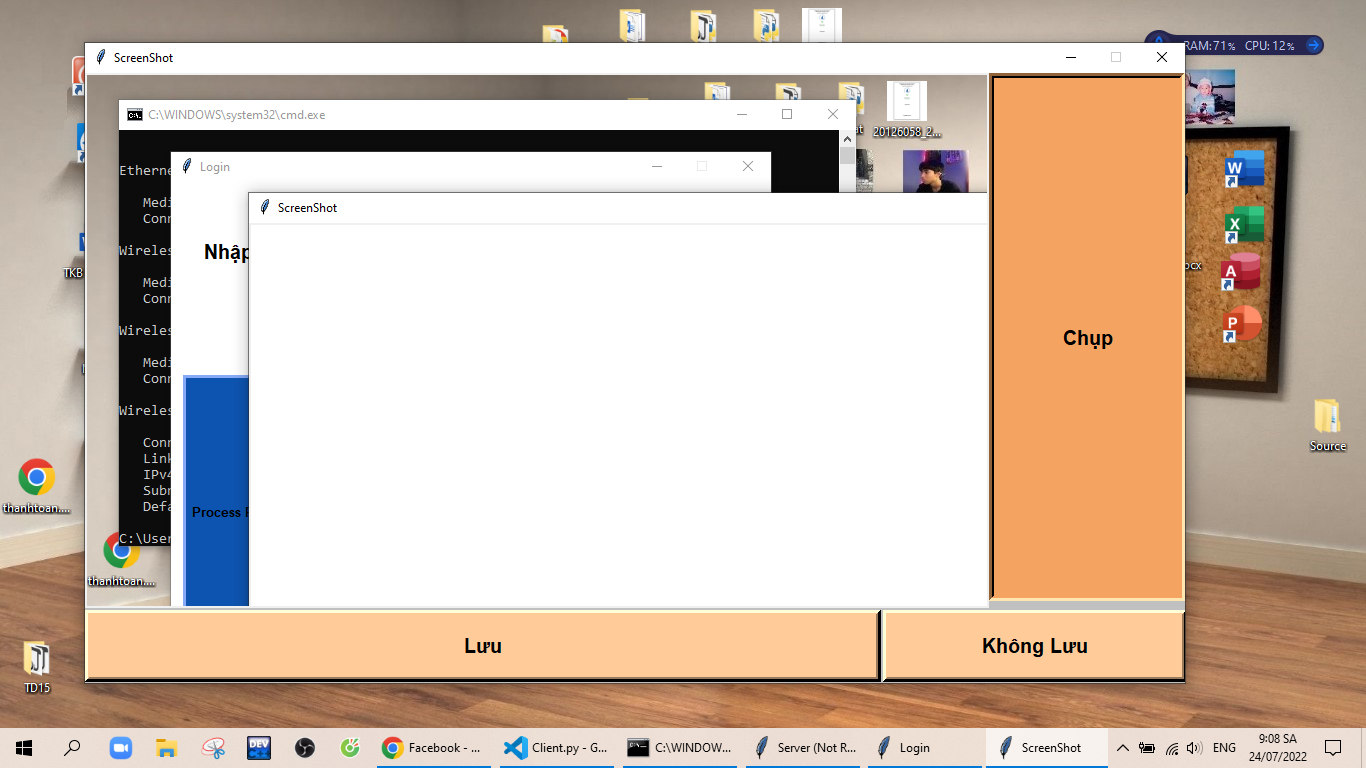 RAM:71% CPU: 12%
ScreenShot
C:\WINDOWS\system32\cmd.exe
20126058_2...
Login
ScreenShot
Nhập
Process
Chụp
TKB
ocx
Source
thanhtoan....
thanhtoan....
TD15
Lưu
Không Lưu
Facebook - ...
Client.py - G...
C:\WINDOW...
Server (Not R...
Login
ScreenShot
ENG
9:08 SA
24/07/2022
DEV
W
X
A
P
Etherne
Medi
Conn
Wireles
Medi
Conn
Wireles
Medi
Conn
Wireles
Conn
Link
IPv4
Subn
Defa
C:\User